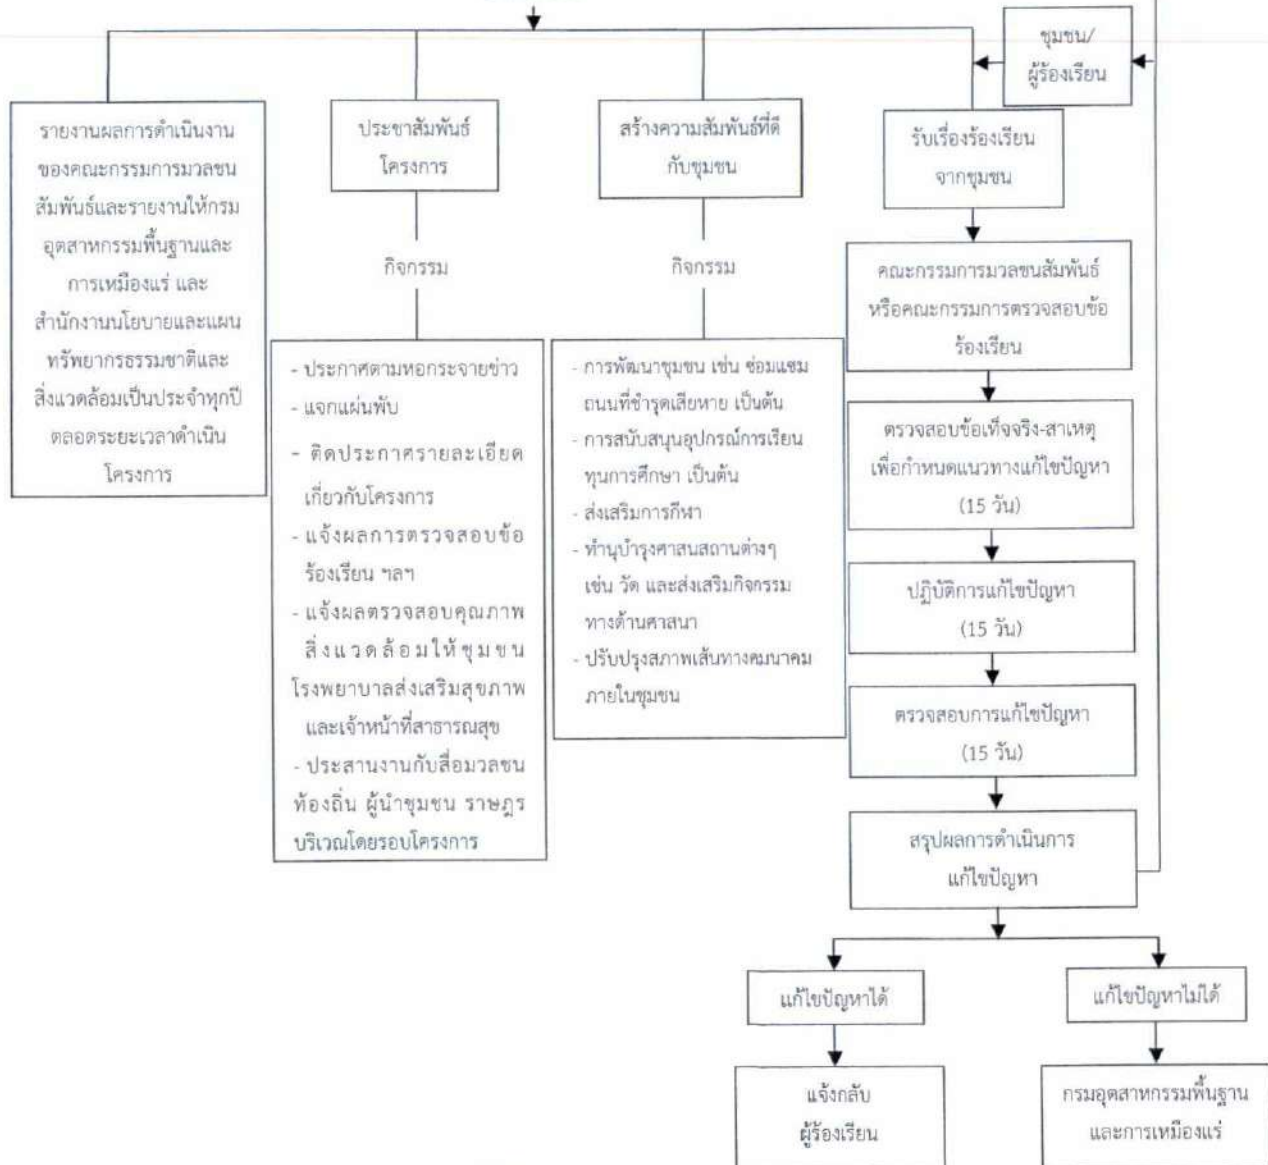 ชุมชน/
ผู้ร้องเรียน
รายงานผลการดำเนินงาน
ของคณะกรรมการมวลชน
สัมพันธ์และรายงานให้กรม
อุตสาหกรรมพื้นฐานและ
การเหมืองแร่ และ
สำนักงานนโยบายและแผน
ทรัพยากรธรรมชาติและ
สิ่งแวดล้อมเป็นประจำทุกปี
ตลอดระยะเวลาดำเนิน
โครงการ
ประชาสัมพันธ์
โครงการ
กิจกรรม
- ประกาศตามหอกระจายข่าว
- แจกแผ่นพับ
- ติดประกาศรายละเอียด
เกี่ยวกับโครงการ
- แจ้งผลการตรวจสอบข้อ
ร้องเรียน ฯลฯ
- แจ้งผลตรวจสอบคุณภาพ
สิ่งแวดล้อมให้ชุมชน
โรงพยาบาลส่งเสริมสุขภาพ
และเจ้าหน้าที่สาธารณสุข
- ประสานงานกับสื่อมวลชน
ท้องถิ่น ผู้นำชุมชน ราษฎร
บริเวณโดยรอบโครงการ
สร้างความสัมพันธ์ที่ดี
กับชุมชน
กิจกรรม
- การพัฒนาชุมชน เช่น ซ่อมแซม
ถนนที่ชำรุดเสียหาย เป็นต้น
- การสนับสนุนอุปกรณ์การเรียน
ทุนการศึกษา เป็นต้น
- ส่งเสริมการกีฬา
- ทำนุบำรุงศาสนสถานต่างๆ
เช่น วัด และส่งเสริมกิจกรรม
ทางด้านศาสนา
- ปรับปรุงสภาพเส้นทางคมนาคม
ภายในชุมชน
รับเรื่องร้องเรียน
จากชุมชน
คณะกรรมการมวลชนสัมพันธ์
หรือคณะกรรมการตรวจสอบข้อ
ร้องเรียน
ตรวจสอบข้อเท็จจริง-สาเหตุ
เพื่อกำหนดแนวทางแก้ไขปัญหา
(15 วัน)
ปฏิบัติการแก้ไขปัญหา
(15 วัน)
ตรวจสอบการแก้ไขปัญหา
(15 วัน)
สรุปผลการดำเนินการ
แก้ไขปัญหา
แก้ไขปัญหาได้
แก้ไขปัญหาไม่ได้
แจ้งกลับ
ผู้ร้องเรียน
กรมอุตสาหกรรมพื้นฐาน
และการเหมืองแร่